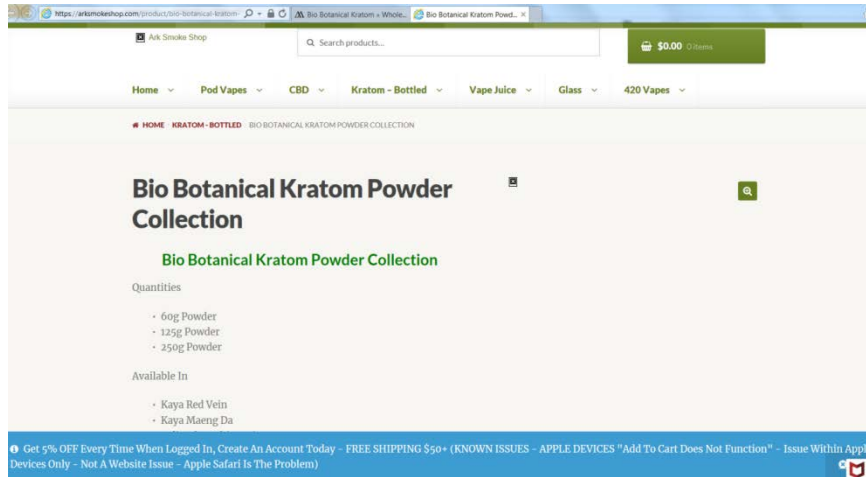 https://arksmokeshop.com/product/bio-botanical-kratom-
Bio Botanical Kratom « Whole...
Bio Botanical Kratom Powd...
Ark Smoke Shop
Search products...
$0.00 0 items
Home
Pod Vapes
CBD
Kratom – Bottled
Vape Juice
Glass
420 Vapes
HOME KRATOM - BOTTLED BIO BOTANICAL KRATOM POWDER COLLECTION
Bio Botanical Kratom Powder
Collection
Bio Botanical Kratom Powder Collection
Quantities
• 60g Powder
• 125g Powder
• 250g Powder
Available In
• Kaya Red Vein
• Kaya Maeng Da
Get 5% OFF Every Time When Logged In, Create An Account Today - FREE SHIPPING $50+ (KNOWN ISSUES - APPLE DEVICES "Add To Cart Does Not Function" - Issue Within Appl
Devices Only - Not A Website Issue - Apple Safari Is The Problem)